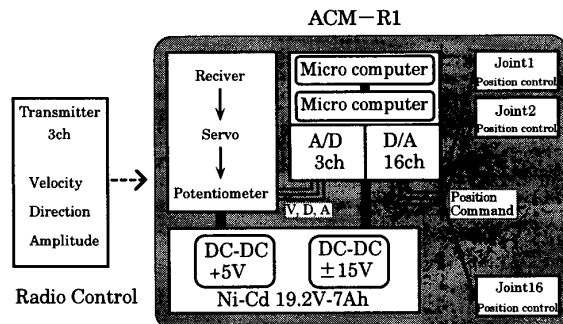 ACM-R1
Transmitter
3ch
Velocity
Direction
Amplitude
Radio Control
Reciver
Servo
Potentiometer
Micro computer
Micro computer
A/D
3ch
D/A
16ch
V, D, A
Position
Command
DC-DC
+5V
DC-DC
±15V
Ni-Cd 19.2V-7Ah
Joint1
Position control
Joint2
Position control
Joint16
Position control